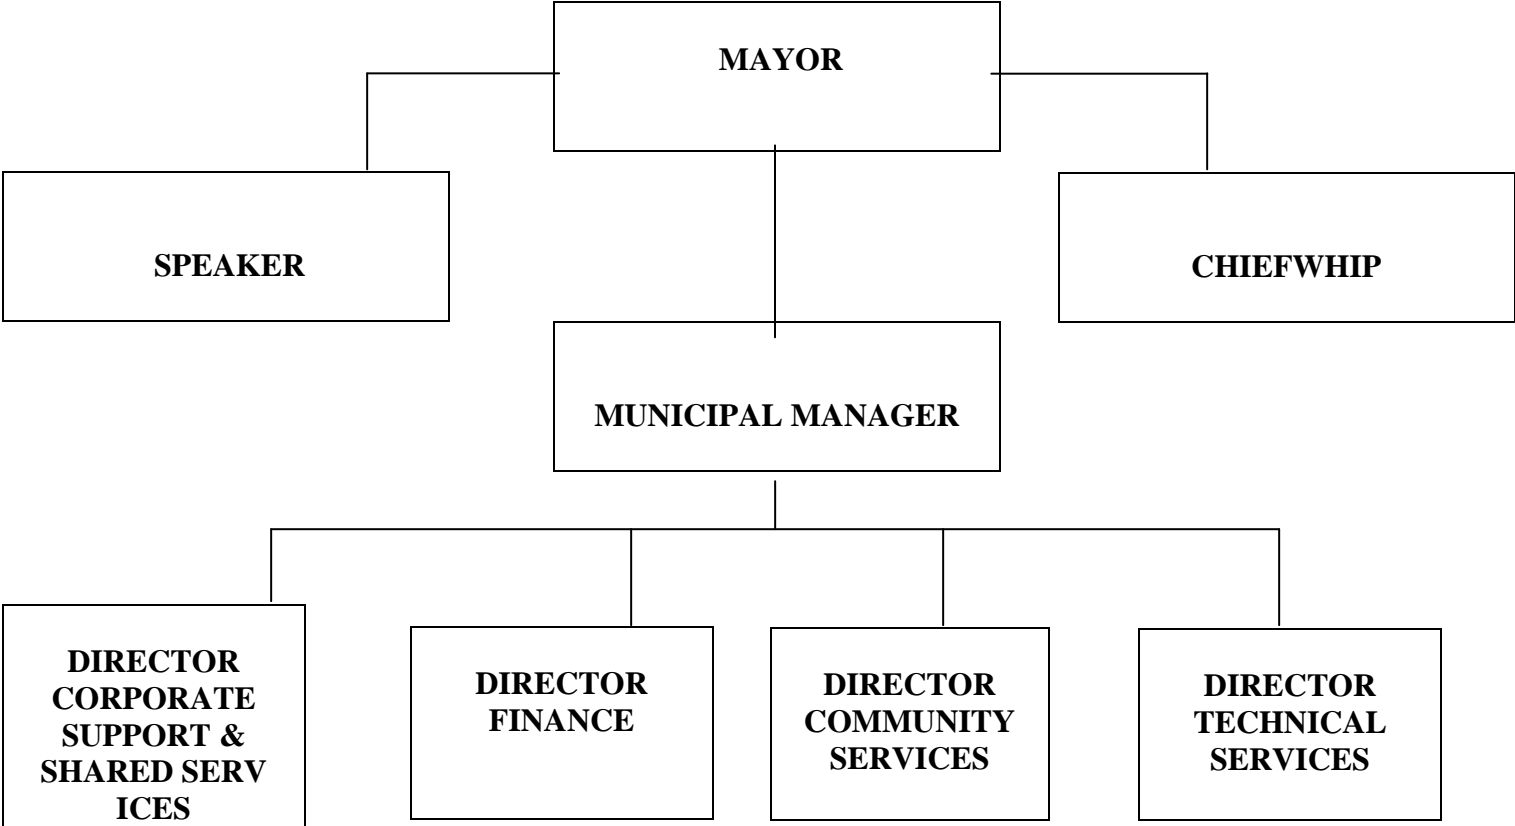 MAYOR
SPEAKER
CHIEFWHIP
MUNICIPAL MANAGER
DIRECTOR
CORPORATE
SUPPORT &
SHARED SERV
ICES
DIRECTOR
FINANCE
DIRECTOR
COMMUNITY
SERVICES
DIRECTOR
TECHNICAL
SERVICES